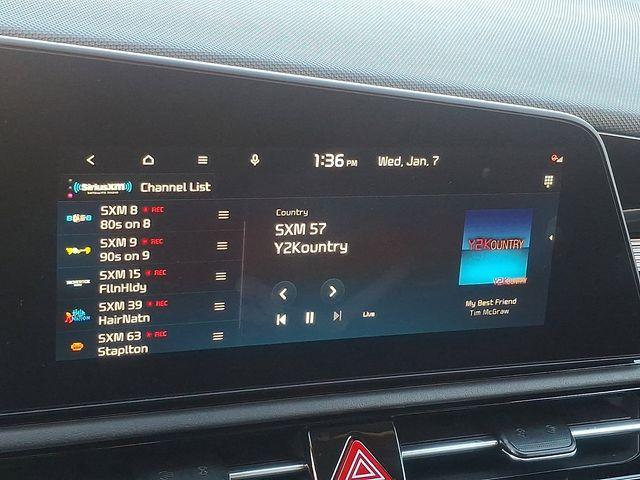 1:36 PM
Wed, Jan, 7
SiriusXM
Channel List
SXM 8 REC
80s on 8
SXM 9 REC
90s on 9
SXM 15 REC
FlInHldy
SXM 39 REC
HairNatn
SXM 63 REC
Staplton
Country
SXM 57
Y2Kountry
Live
Y2KOUNTRY
Y2KOUNTRY
My Best Friend
Tim McGraw